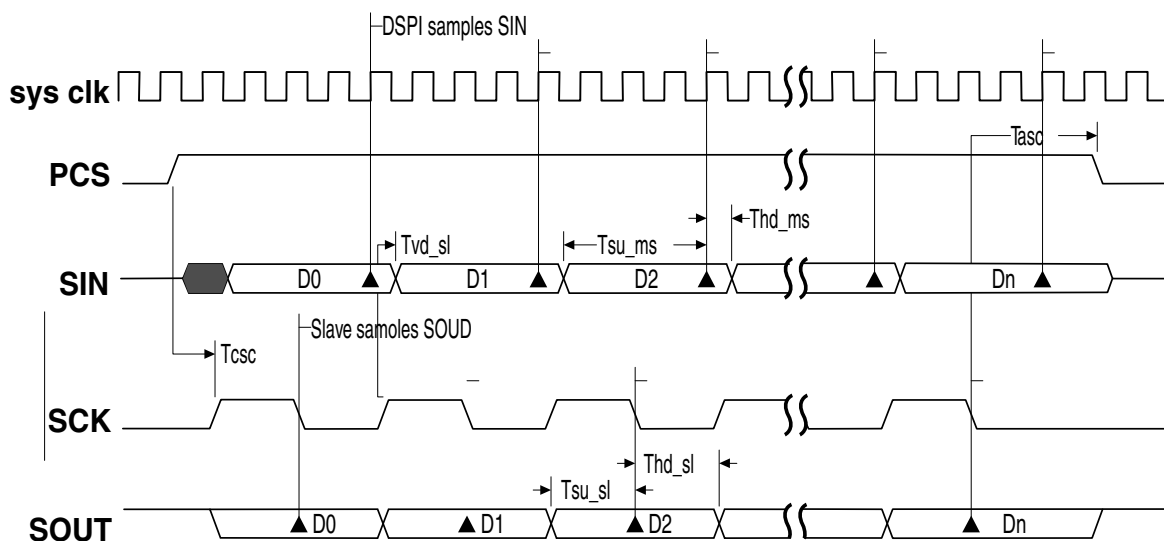 DSPI samples SIN
sys clk
Tasc
PCS
Thd_ms
Tvd_sl
Tsu_ms
SIN
D0
D1
D2
Dn
Slave samoles SOUD
Tcsc
SCK
Thd_sl
Tsu_sl
SOUT
D0
D1
D2
Dn